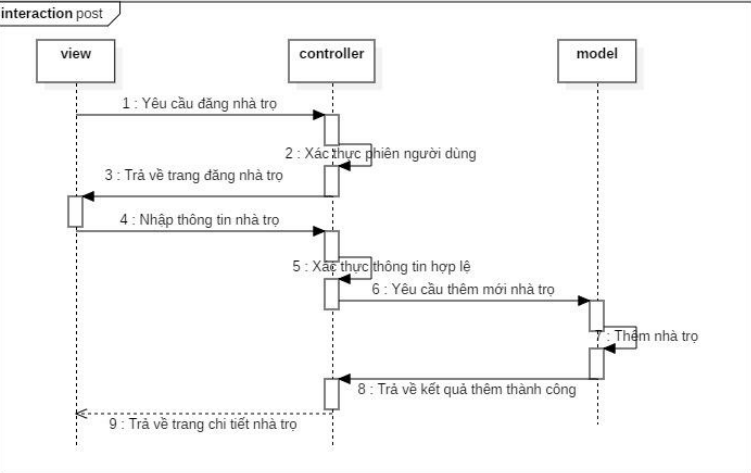 interaction post
view
controller
model
1 : Yêu cầu đăng nhà trọ
2 : Xác thực phiên người dùng
3 : Trả về trang đăng nhà trọ
4 : Nhập thông tin nhà trọ
5 : Xác thực thông tin hợp lệ
6 : Yêu cầu thêm mới nhà trọ
7 : Thêm nhà trọ
8 : Trả về kết quả thêm thành công
9 : Trả về trang chi tiết nhà trọ